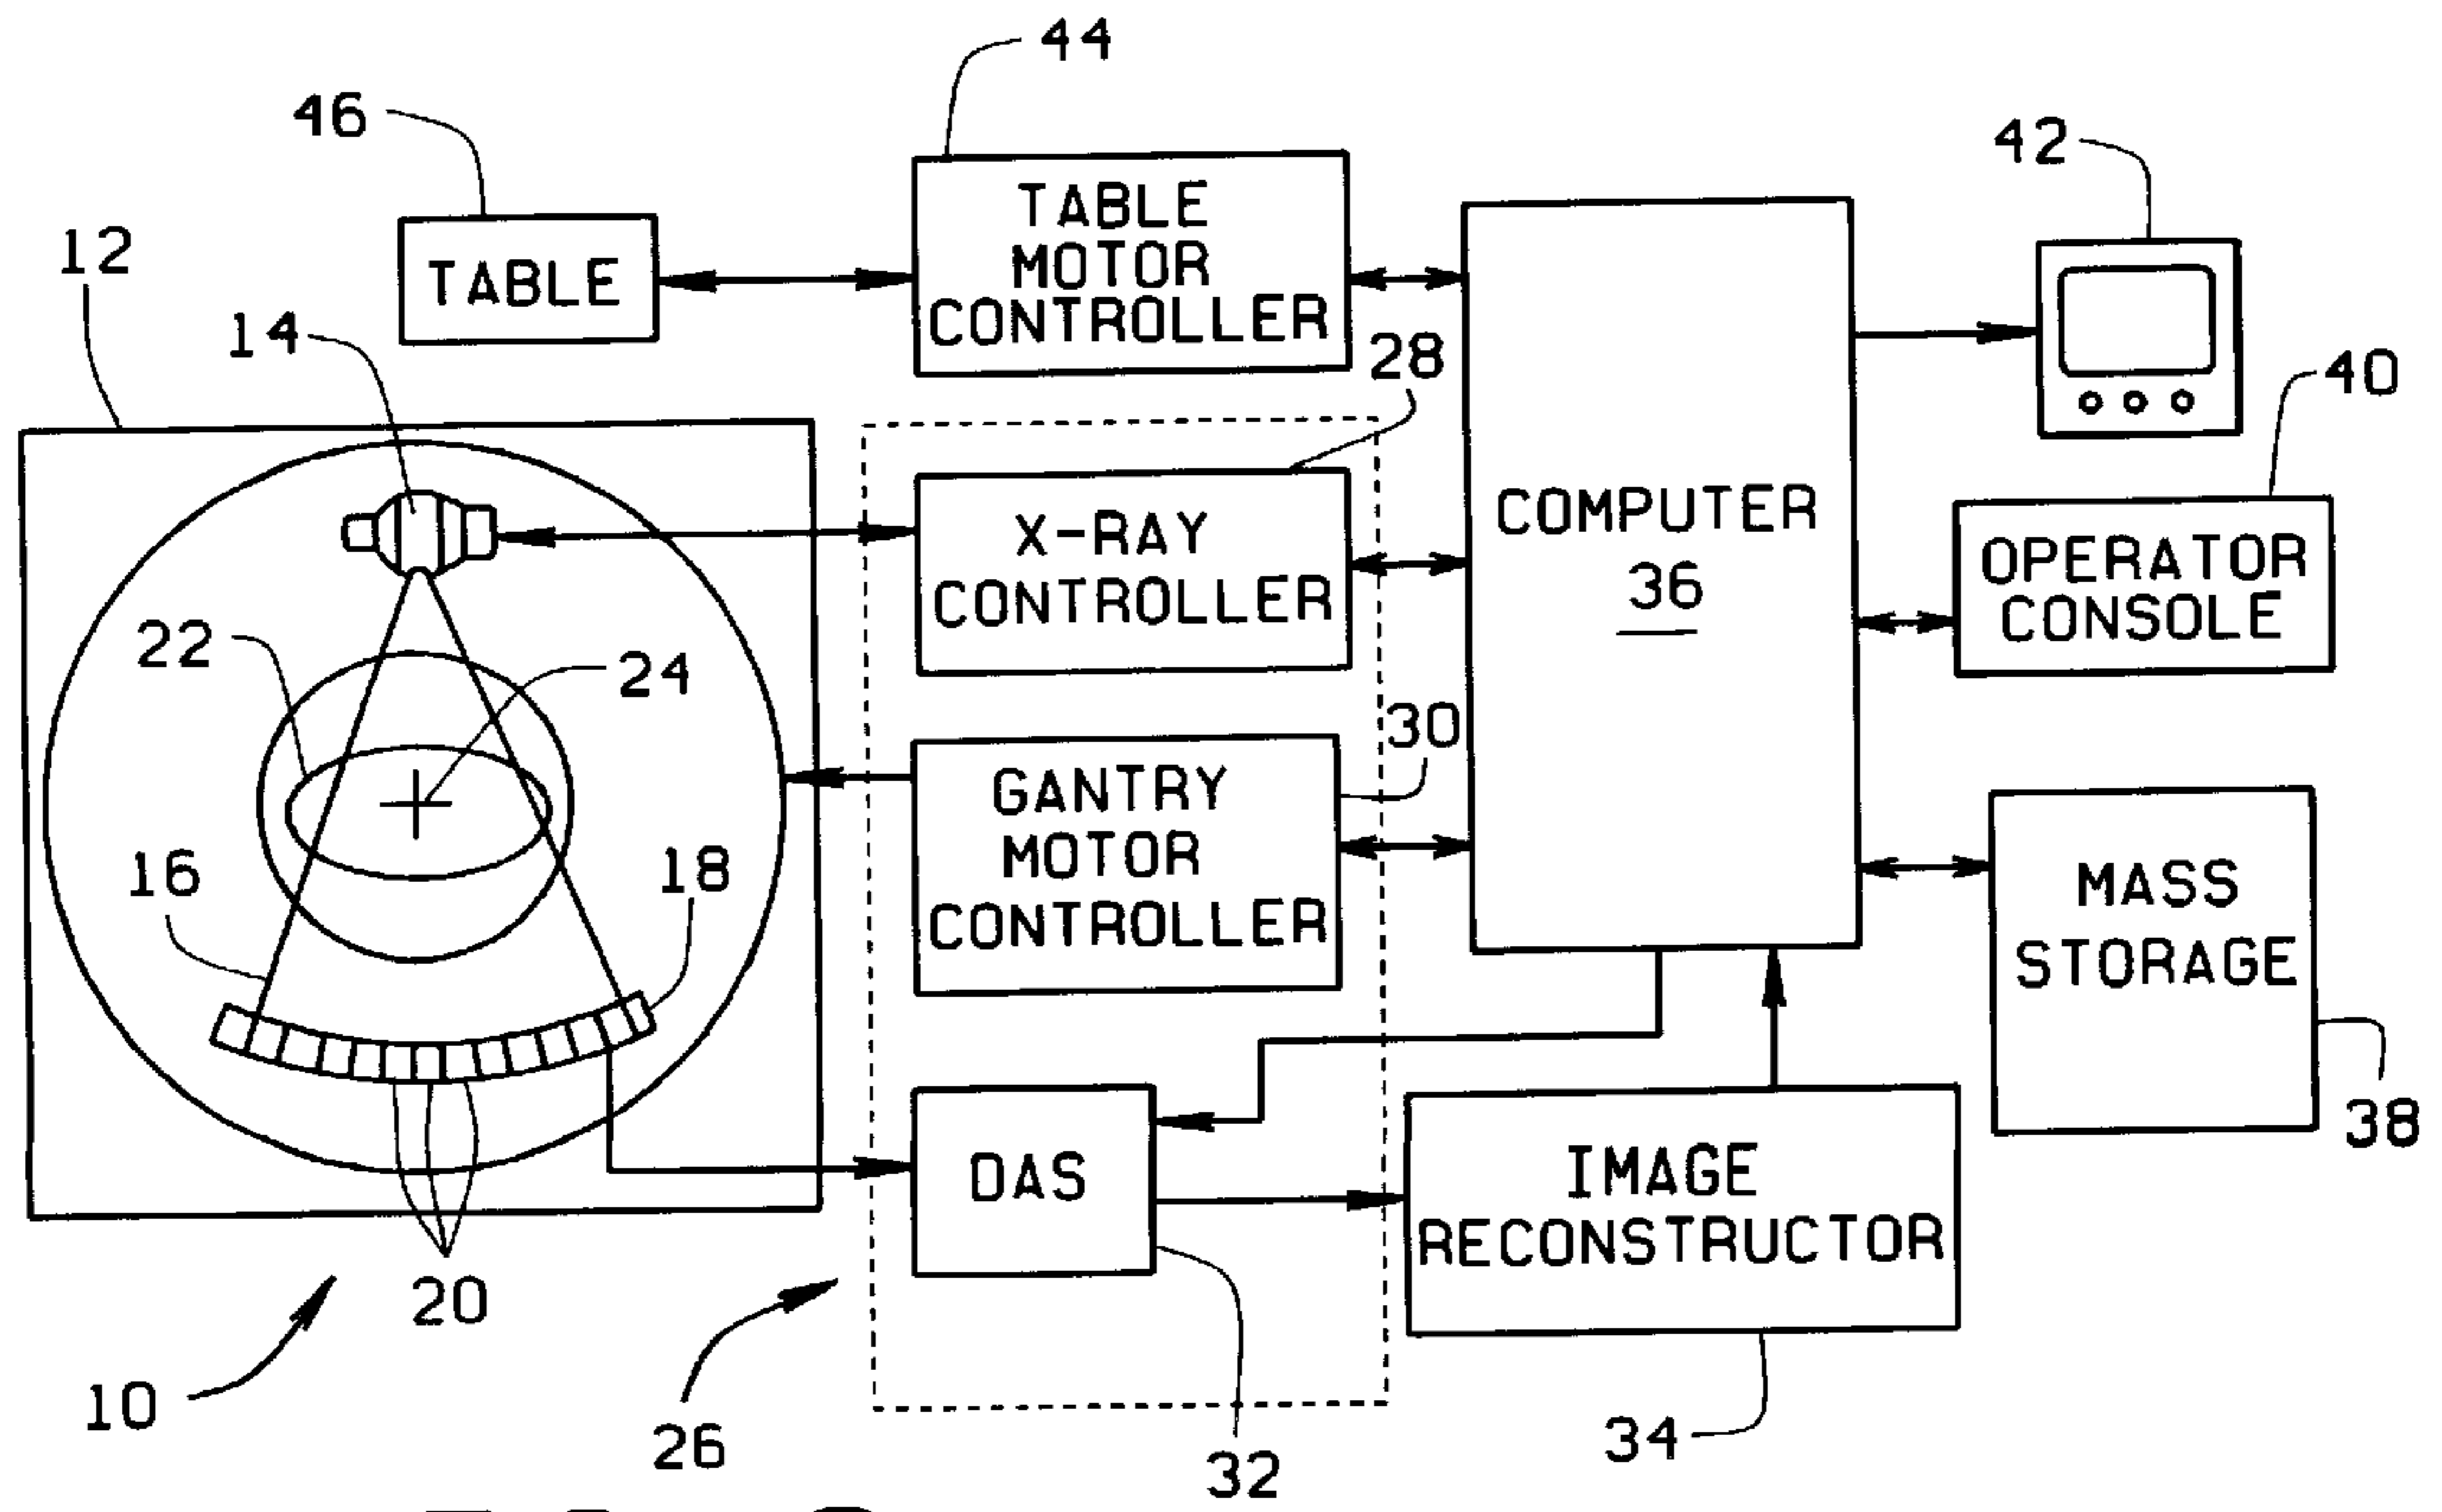 44
46
42
12
TABLE
MOTOR
CONTROLLER
TABLE
14
28
40
X-RAY
CONTROLLER
COMPUTER
36
OPERATOR
CONSOLE
22
24
30
GANTRY
MOTOR
CONTROLLER
16
18
MASS
STORAGE
38
DAS
IMAGE
RECONSTRUCTOR
20
10
26
32
34